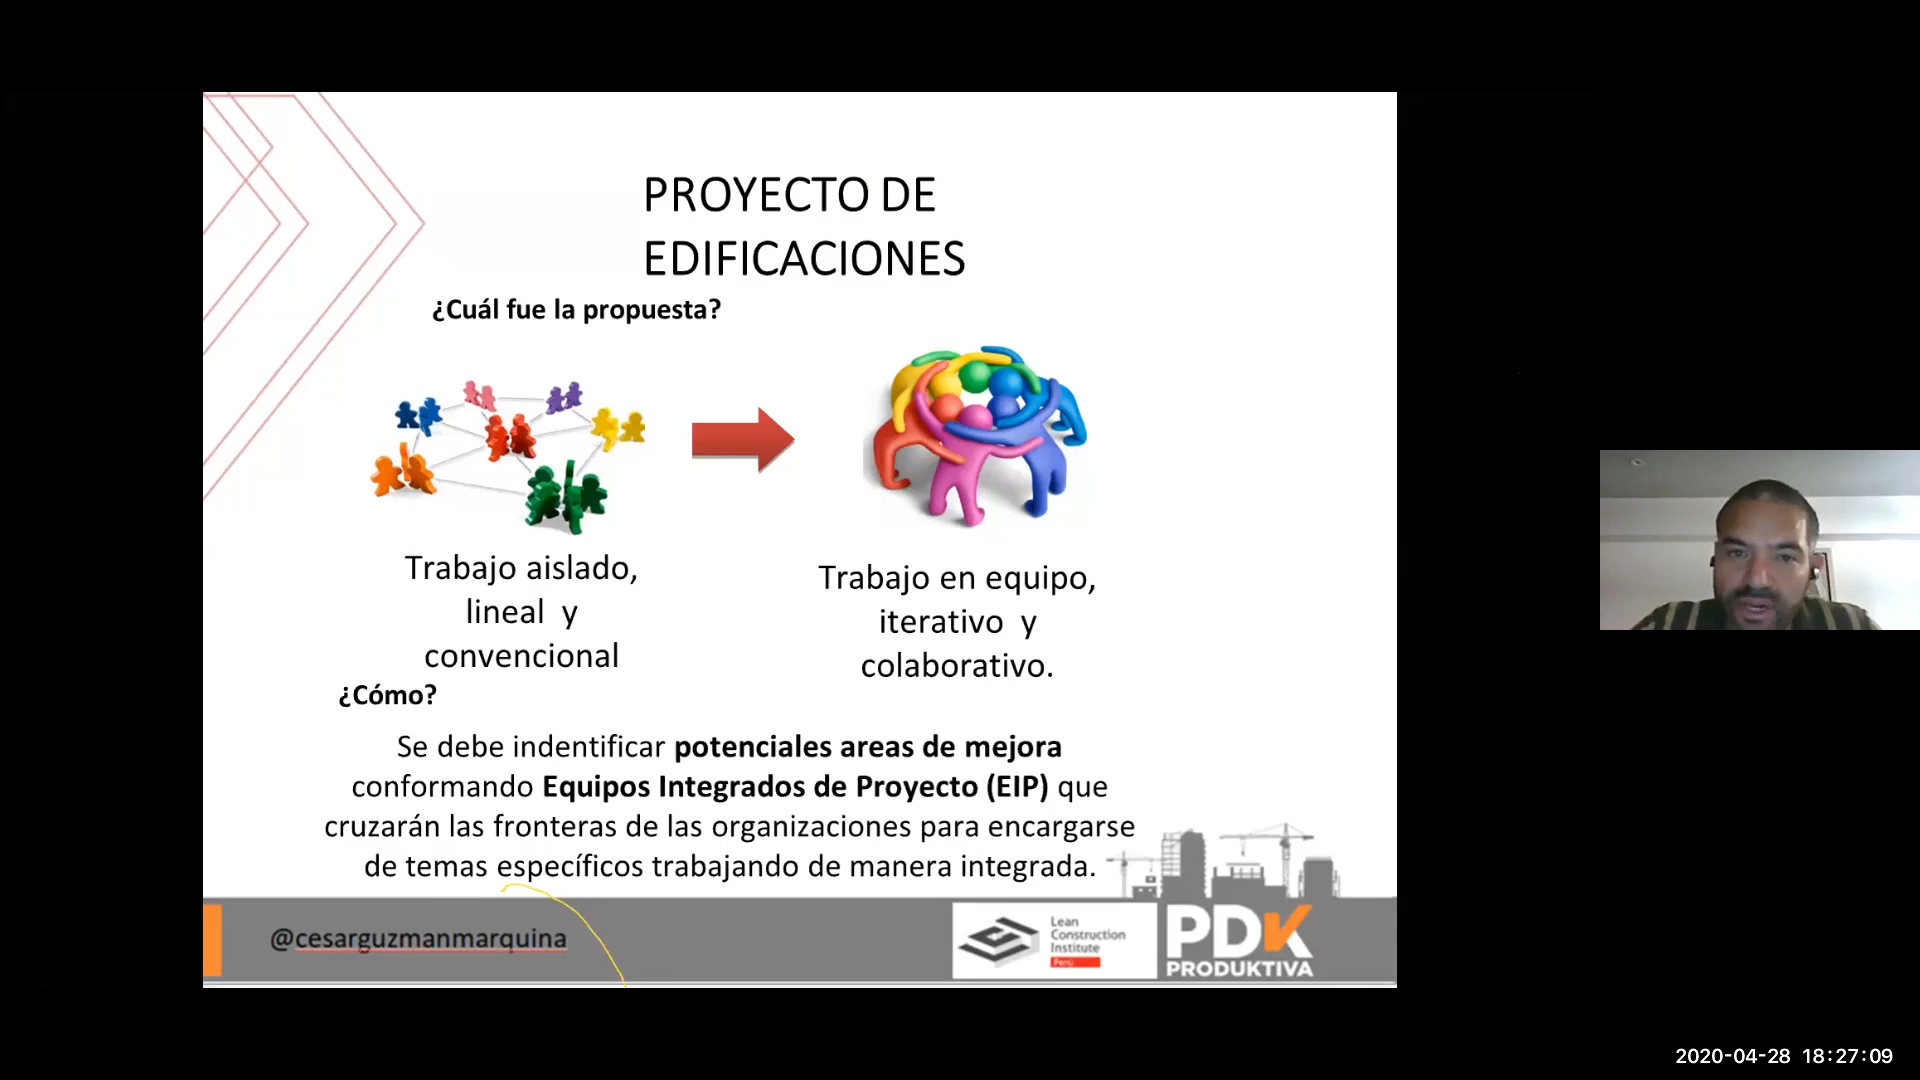 PROYECTO DE
EDIFICACIONES
¿Cuál fue la propuesta?
Trabajo aislado,
lineal y
convencional
Trabajo en equipo,
iterativo y
colaborativo.
¿Cómo?
Se debe indentificar potenciales areas de mejora
conformando Equipos Integrados de Proyecto (EIP) que
cruzarán las fronteras de las organizaciones para encargarse
de temas específicos trabajando de manera integrada.
@cesarguzmanmarquina
Lean
Construction
Institute
Perú
PDK
PRODUKTIVA
2020-04-28 18:27:09